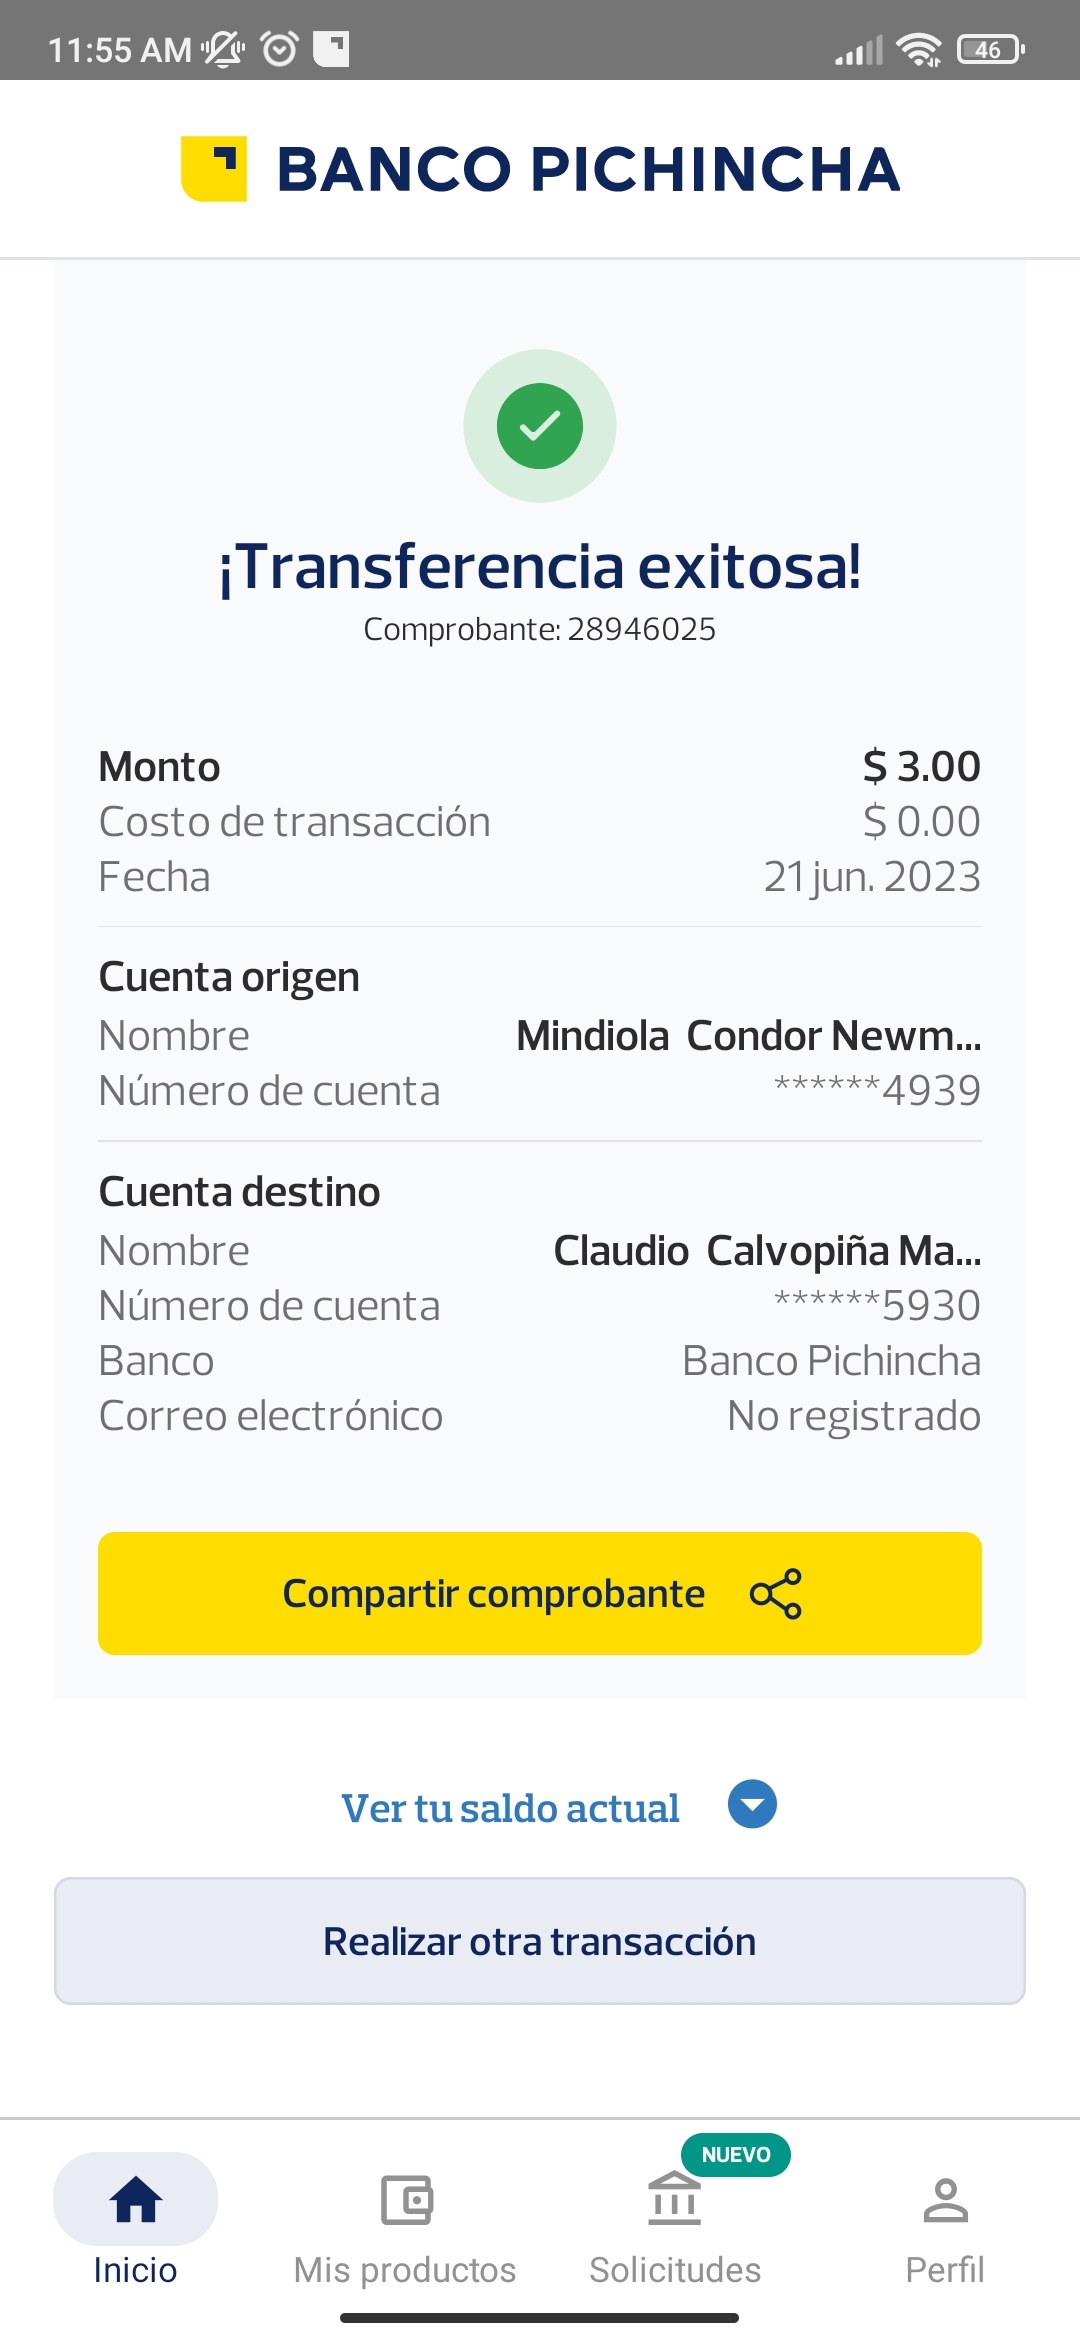 11:55 AM
46
BANCO PICHINCHA
¡Transferencia exitosa!
Comprobante: 28946025
Monto $ 3.00
Costo de transacción $ 0.00
Fecha 21 jun. 2023
Cuenta origen
Nombre Mindiola Condor Newm...
Número de cuenta ******4939
Cuenta destino
Nombre Claudio Calvopiña Ma...
Número de cuenta ******5930
Banco Banco Pichincha
Correo electrónico No registrado
Compartir comprobante
Ver tu saldo actual
Realizar otra transacción
NUEVO
Inicio Mis productos Solicitudes Perfil